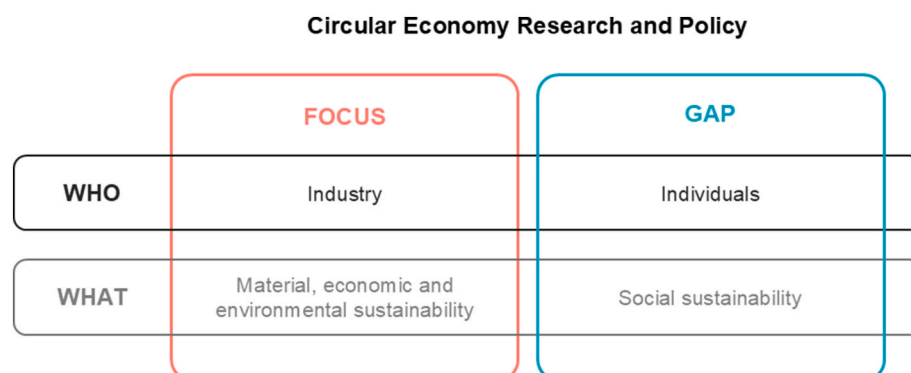 Circular Economy Research and Policy
FOCUS
GAP
WHO
Industry
Individuals
WHAT
Material, economic and
environmental sustainability
Social sustainability